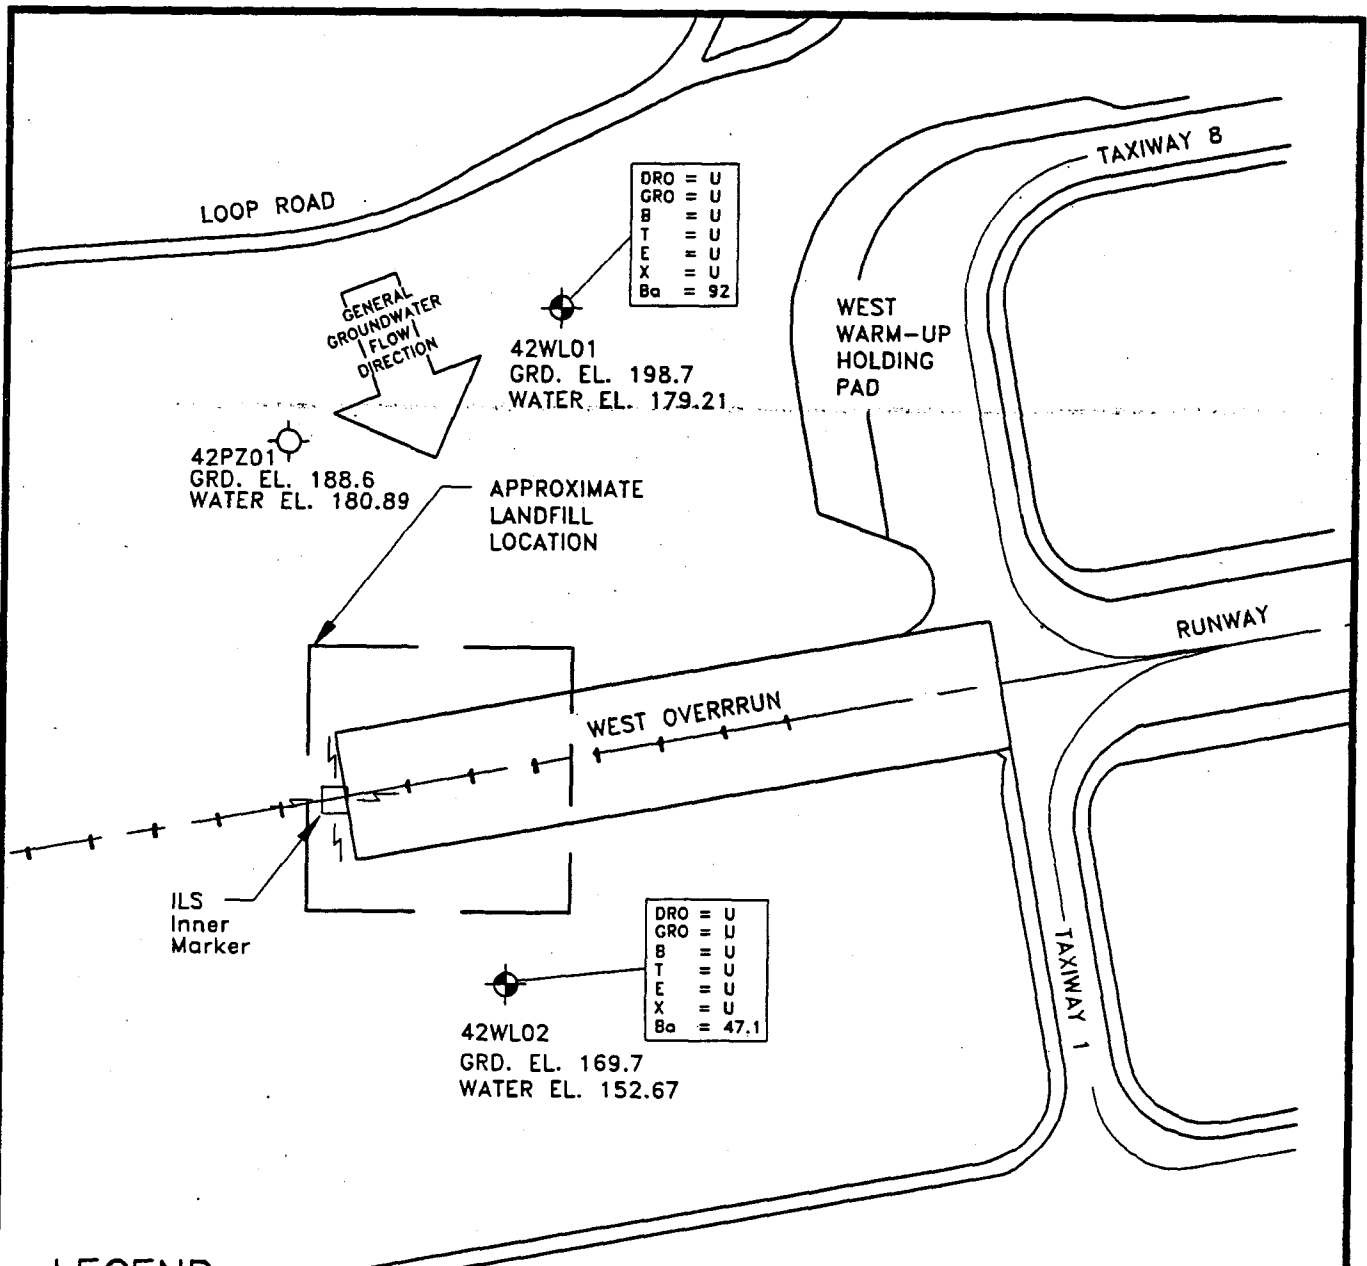 TAXIWAY 8
LOOP ROAD
DRO = U
GRO = U
B = U
T = U
E = U
X = U
Ba = 92
GENERAL
GROUNDWATER
FLOW
DIRECTION
42WL01
GRD. EL. 198.7
WATER EL. 179.21
WEST
WARM-UP
HOLDING
PAD
42PZ01
GRD. EL. 188.6
WATER EL. 180.89
APPROXIMATE
LANDFILL
LOCATION
RUNWAY
WEST OVERRRUN
ILS
Inner
Marker
DRO = U
GRO = U
B = U
T = U
E = U
X = U
Ba = 47.1
42WL02
GRD. EL. 169.7
WATER EL. 152.67
TAXIWAY 1
LEGEND